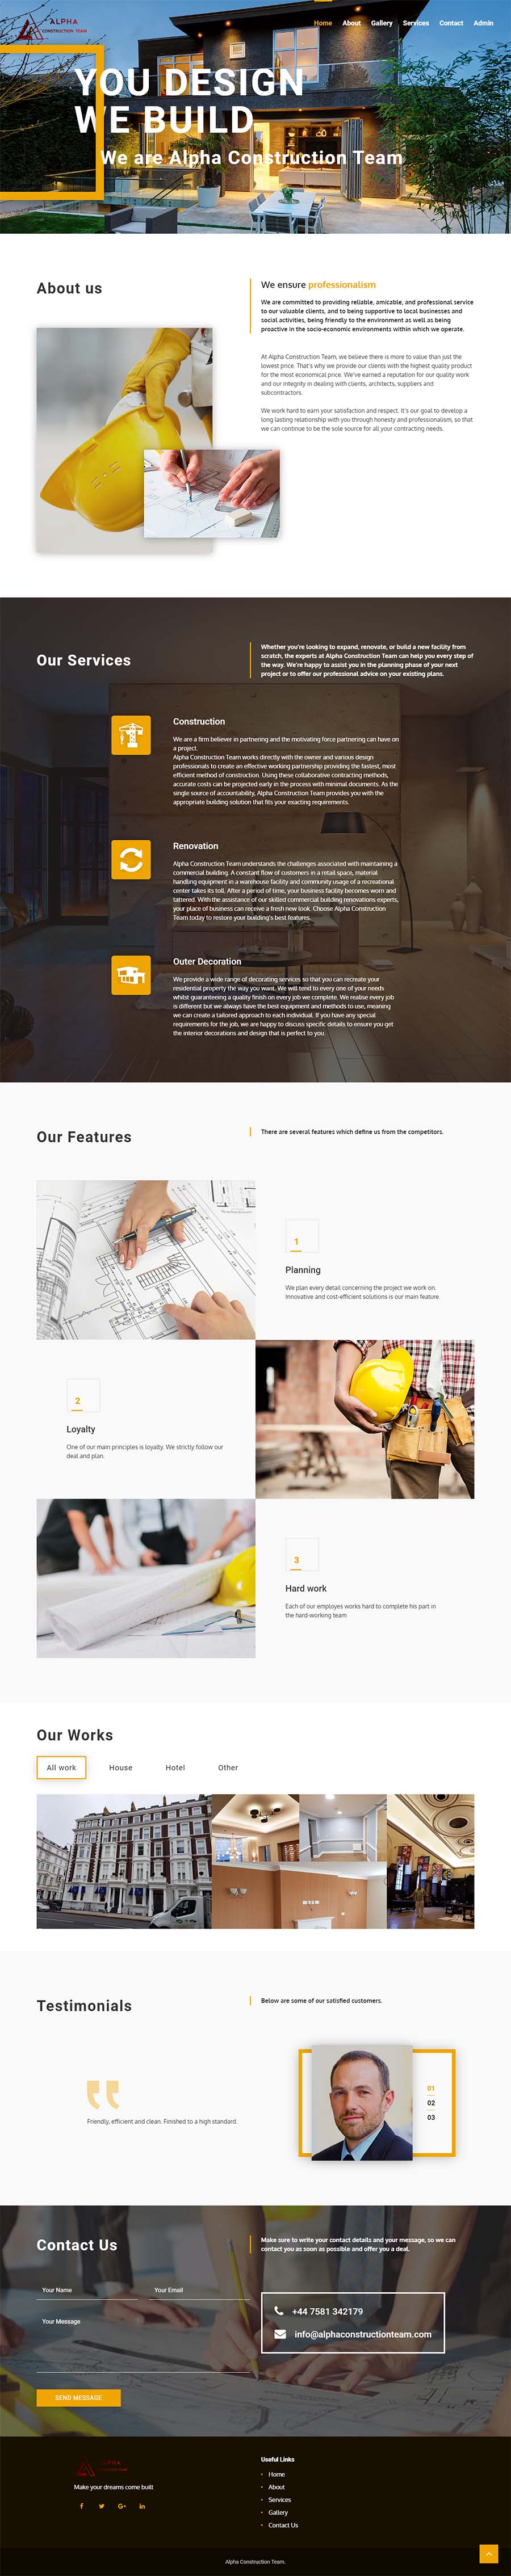 ALPHA
CONSTRUCTION TEAM
Home About Gallery Services Contact Admin
YOU DESIGN
WE BUILD
We are Alpha Construction Team
About us
We ensure professionalism
We are committed to providing reliable, amicable, and professional service
to our valuable clients, and to being supportive to local businesses and
social activities, being friendly to the environment as well as being
proactive in the socio-economic environments within which we operate.
At Alpha Construction Team, we believe there is more to value than just the
lowest price. That's why we provide our clients with the highest quality product
for the most economical price. We've earned a reputation for our quality work
and our integrity in dealing with clients, architects, suppliers and
subcontractors.
We work hard to earn your satisfaction and respect. It's our goal to develop a
long lasting relationship with you through honesty and professionalism, so that
we can continue to be the sole source for all your contracting needs.
Our Services
Whether you're looking to expand, renovate, or build a new facility from
scratch, the experts at Alpha Construction Team can help you every step of
the way. We're happy to assist you in the planning phase of your next
project or to offer our professional advice on your existing plans.
Construction
We are a firm believer in partnering and the motivating force partnering can have on
a project.
Alpha Construction Team works directly with the owner and various design
professionals to create an effective working partnership providing the fastest, most
efficient method of construction. Using these collaborative contracting methods,
accurate costs can be projected early in the process with minimal documents. As the
single source of accountability, Alpha Construction Team provides you with the
appropriate building solution that fits your exacting requirements.
Renovation
Alpha Construction Team understands the challenges associated with maintaining a
commercial building. A constant flow of customers in a retail space, material
handling equipment in a warehouse facility and community usage of a recreational
center takes its toll. After a period of time, your business facility becomes worn and
tattered. With the assistance of our skilled commercial building renovations experts,
your place of business can receive a fresh new look. Choose Alpha Construction
Team today to restore your building's best features.
Outer Decoration
We provide a wide range of decorating services so that you can recreate your
residential property the way you want. We will tend to every one of your needs
whilst guaranteeing a quality finish on every job we complete. We realise every job
is different but we always have the best equipment and methods to use, meaning
we can create a tailored approach to each individual. If you have any special
requirements for the job, we are happy to discuss specific details to ensure you get
the interior decorations and design that is perfect to you.
Our Features
There are several features which define us from the competitors.
1
Planning
We plan every detail concerning the project we work on.
Innovative and cost-efficient solutions is our main feature.
2
Loyalty
One of our main principles is loyalty. We strictly follow our
deal and plan.
3
Hard work
Each of our employes works hard to complete his part in
the hard-working team
Our Works
All work House Hotel Other
Testimonials
Below are some of our satisfied customers.
Friendly, efficient and clean. Finished to a high standard.
01
02
03
Contact Us
Make sure to write your contact details and your message, so we can
contact you as soon as possible and offer you a deal.
Your Name Your Email
Your Message
+44 7581 342179
info@alphaconstructionteam.com
SEND MESSAGE
ALPHA
Make your dreams come built
Useful Links
Home
About
Services
Gallery
Contact Us
Alpha Construction Team.